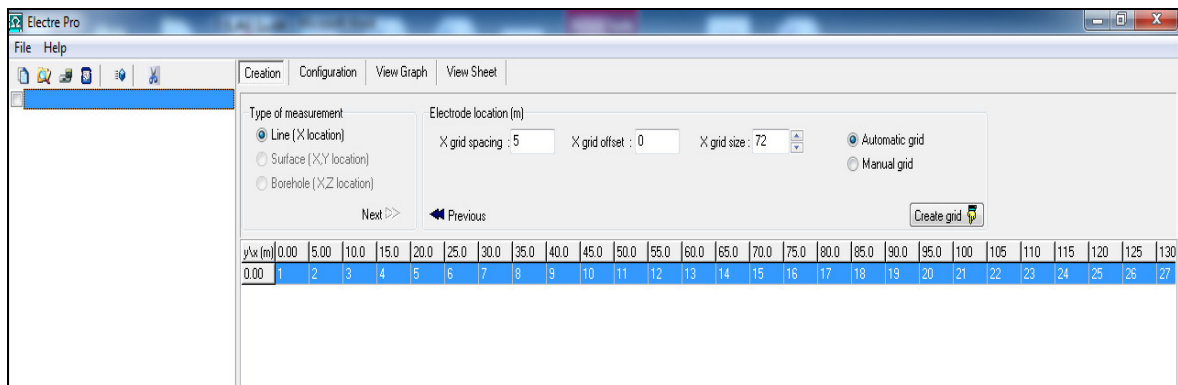 Electre Pro
File Help
Creation Configuration View Graph View Sheet
Type of measurement
Line (X location)
Surface (X,Y location)
Borehole (X,Z location)
Next
Electrode location (m)
X grid spacing : 5 X grid offset : 0 X grid size : 72
Automatic grid
Manual grid
Previous
Create grid
y\x (m) 0.00 5.00 10.0 15.0 20.0 25.0 30.0 35.0 40.0 45.0 50.0 55.0 60.0 65.0 70.0 75.0 80.0 85.0 90.0 95.0 100 105 110 115 120 125 130
0.00 1 2 3 4 5 6 7 8 9 10 11 12 13 14 15 16 17 18 19 20 21 22 23 24 25 26 27